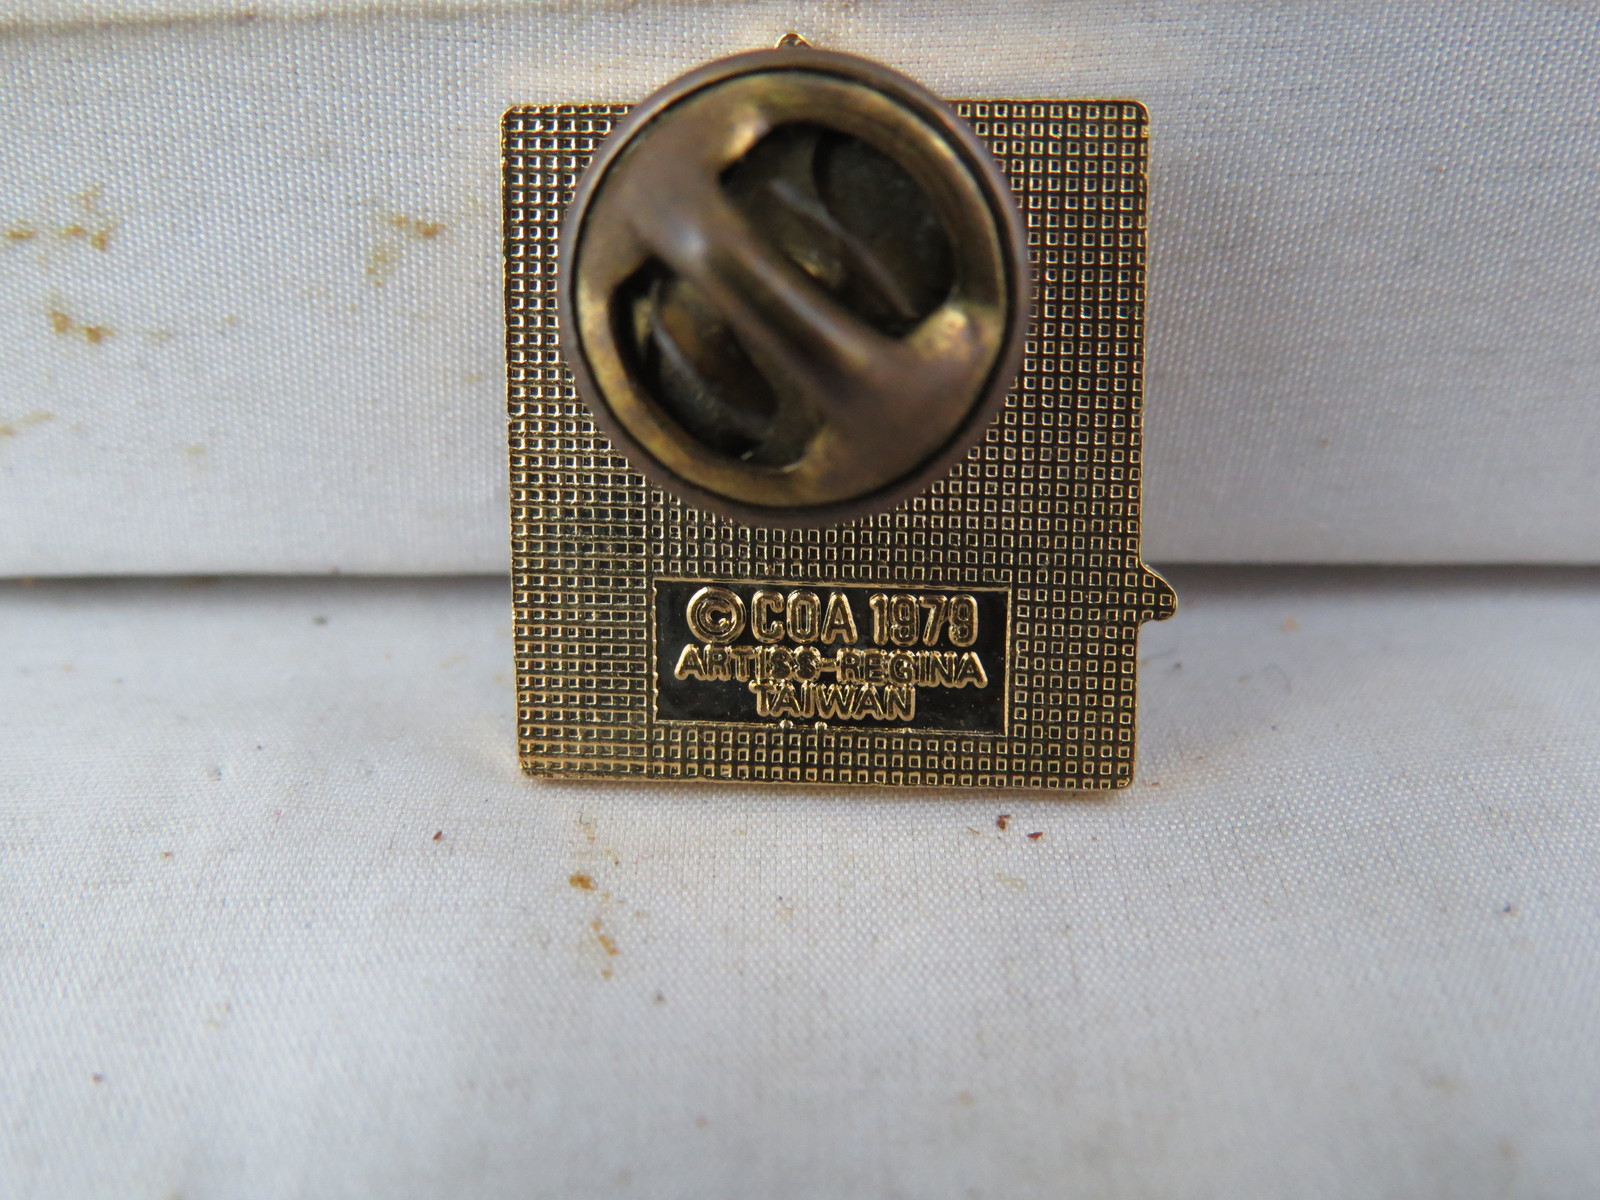 © COA 1979
ARTISS-REGINA
TAIWAN